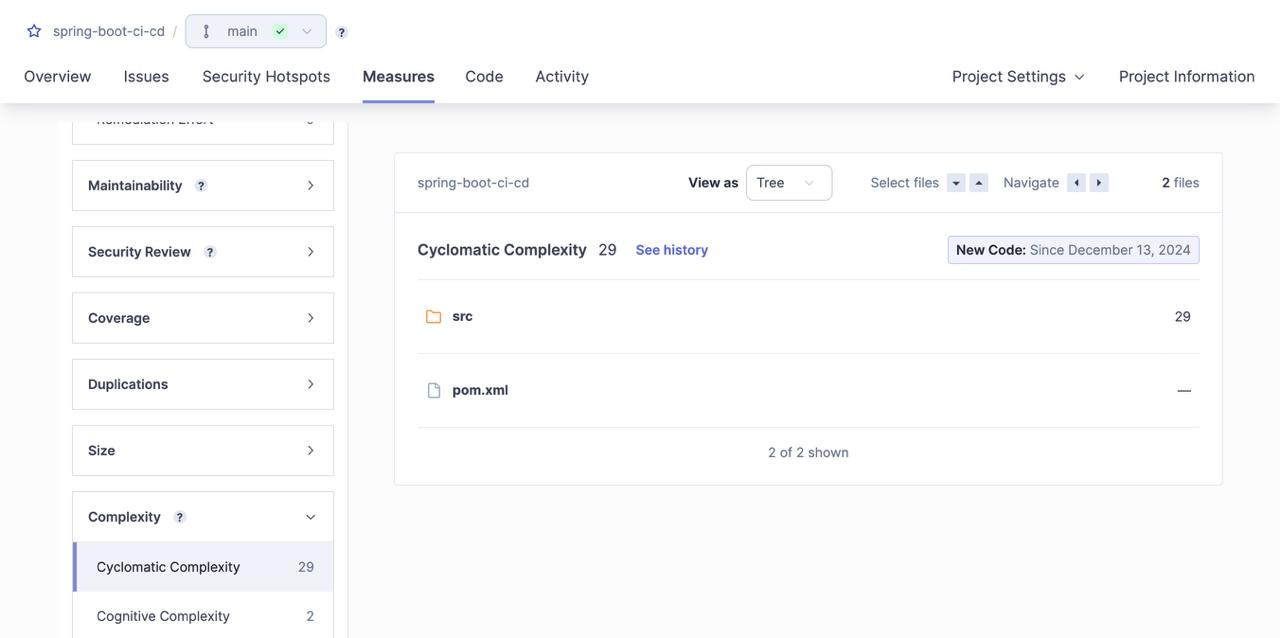 spring-boot-ci-cd / main ?
Overview Issues Security Hotspots Measures Code Activity Project Settings Project Information
Remediation Effort
Maintainability ?
Security Review ?
Coverage
Duplications
Size
Complexity ?
Cyclomatic Complexity 29
Cognitive Complexity 2
spring-boot-ci-cd View as Tree Select files Navigate 2 files
Cyclomatic Complexity 29 See history New Code: Since December 13, 2024
src 29
pom.xml —
2 of 2 shown